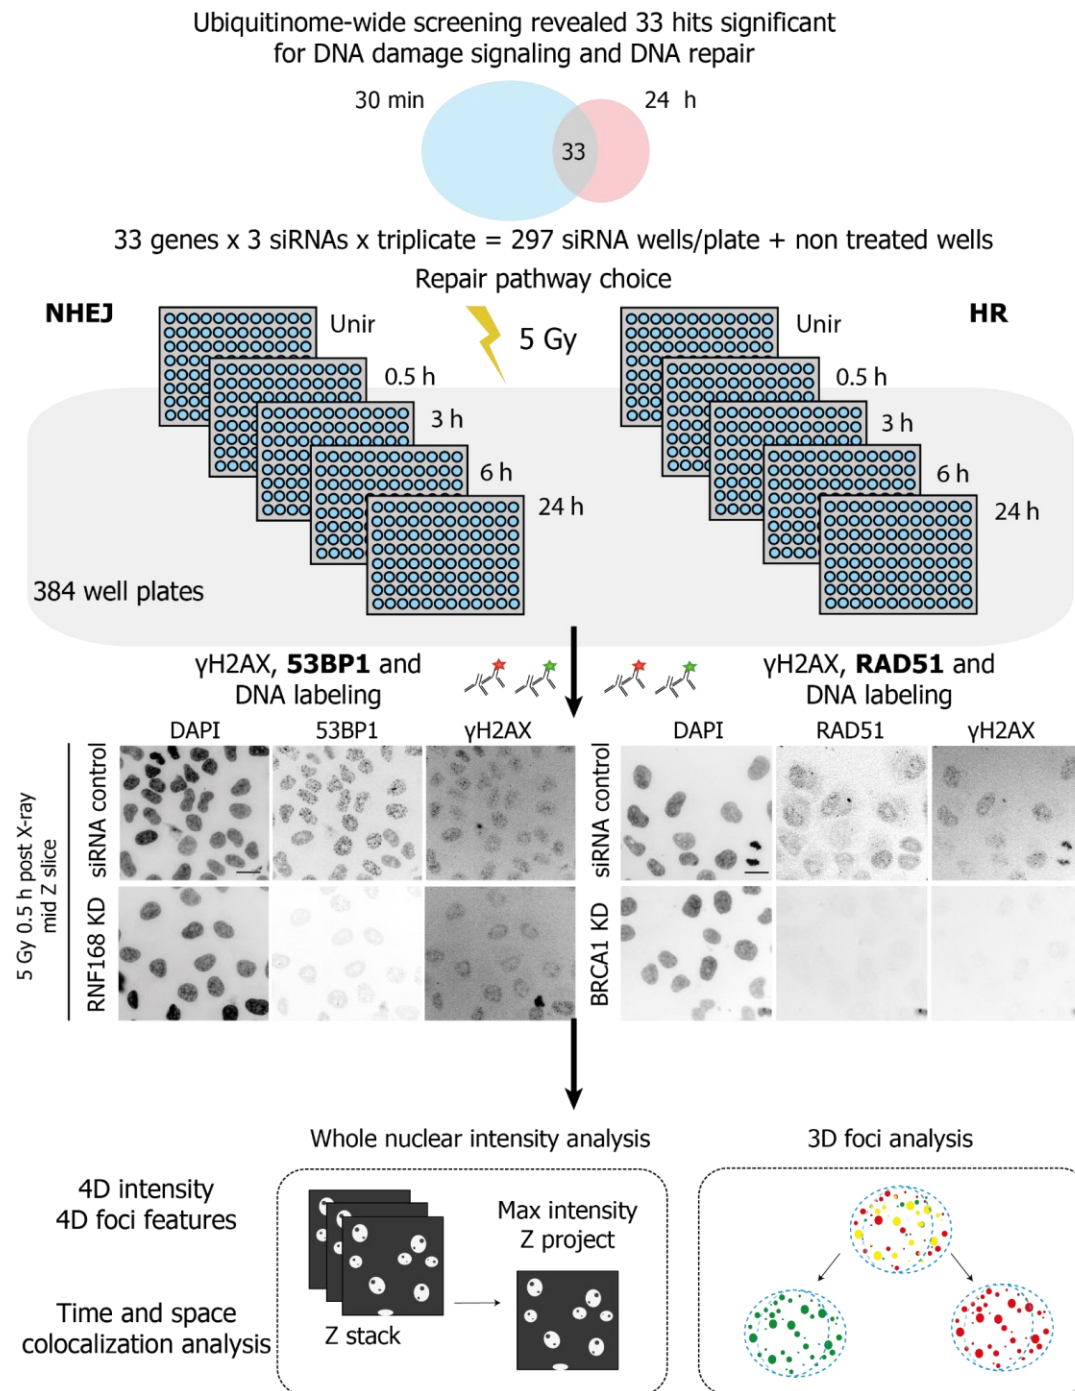 Ubiquitinome-wide screening revealed 33 hits significant
for DNA damage signaling and DNA repair
30 min
24 h
33
33 genes x 3 siRNAs x triplicate = 297 siRNA wells/plate + non treated wells
Repair pathway choice
NHEJ
HR
Unir
5 Gy
Unir
0.5 h
0.5 h
3 h
3 h
6 h
6 h
24 h
24 h
384 well plates
γH2AX, 53BP1 and
DNA labeling
γH2AX, RAD51 and
DNA labeling
DAPI
53BP1
γH2AX
DAPI
RAD51
γH2AX
5 Gy 0.5 h post X-ray
mid Z slice
siRNA control
RNF168 KD
siRNA control
BRCA1 KD
Whole nuclear intensity analysis
3D foci analysis
4D intensity
4D foci features
Max intensity
Z project
Time and space
colocalization analysis
Z stack